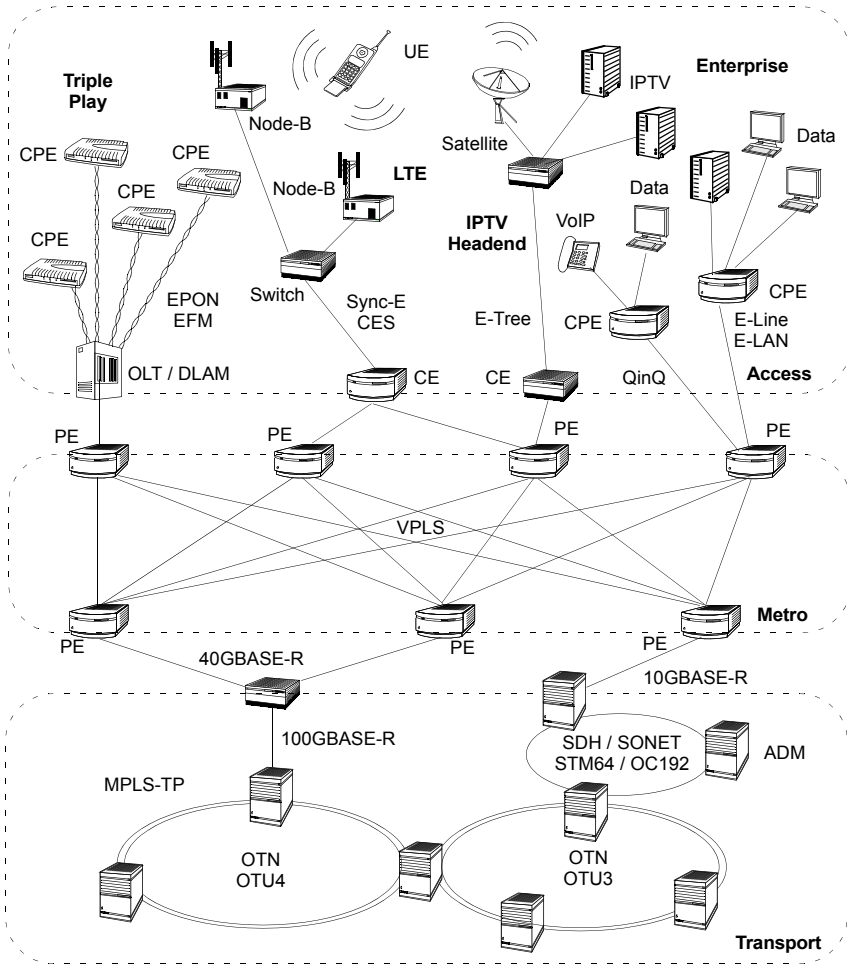 UE
Enterprise
IPTV
Triple
Play
Node-B
Satellite
Data
CPE
CPE
LTE
Node-B
Data
IPTV
Headend
VoIP
CPE
CPE
EPON
EFM
Switch
Sync-E
CES
E-Tree
CPE
CPE
E-Line
E-LAN
OLT / DLAM
CE
CE
QinQ
Access
PE
PE
PE
PE
VPLS
Metro
PE
PE
PE
40GBASE-R
10GBASE-R
100GBASE-R
SDH / SONET
STM64 / OC192
ADM
MPLS-TP
OTN
OTU4
OTN
OTU3
Transport